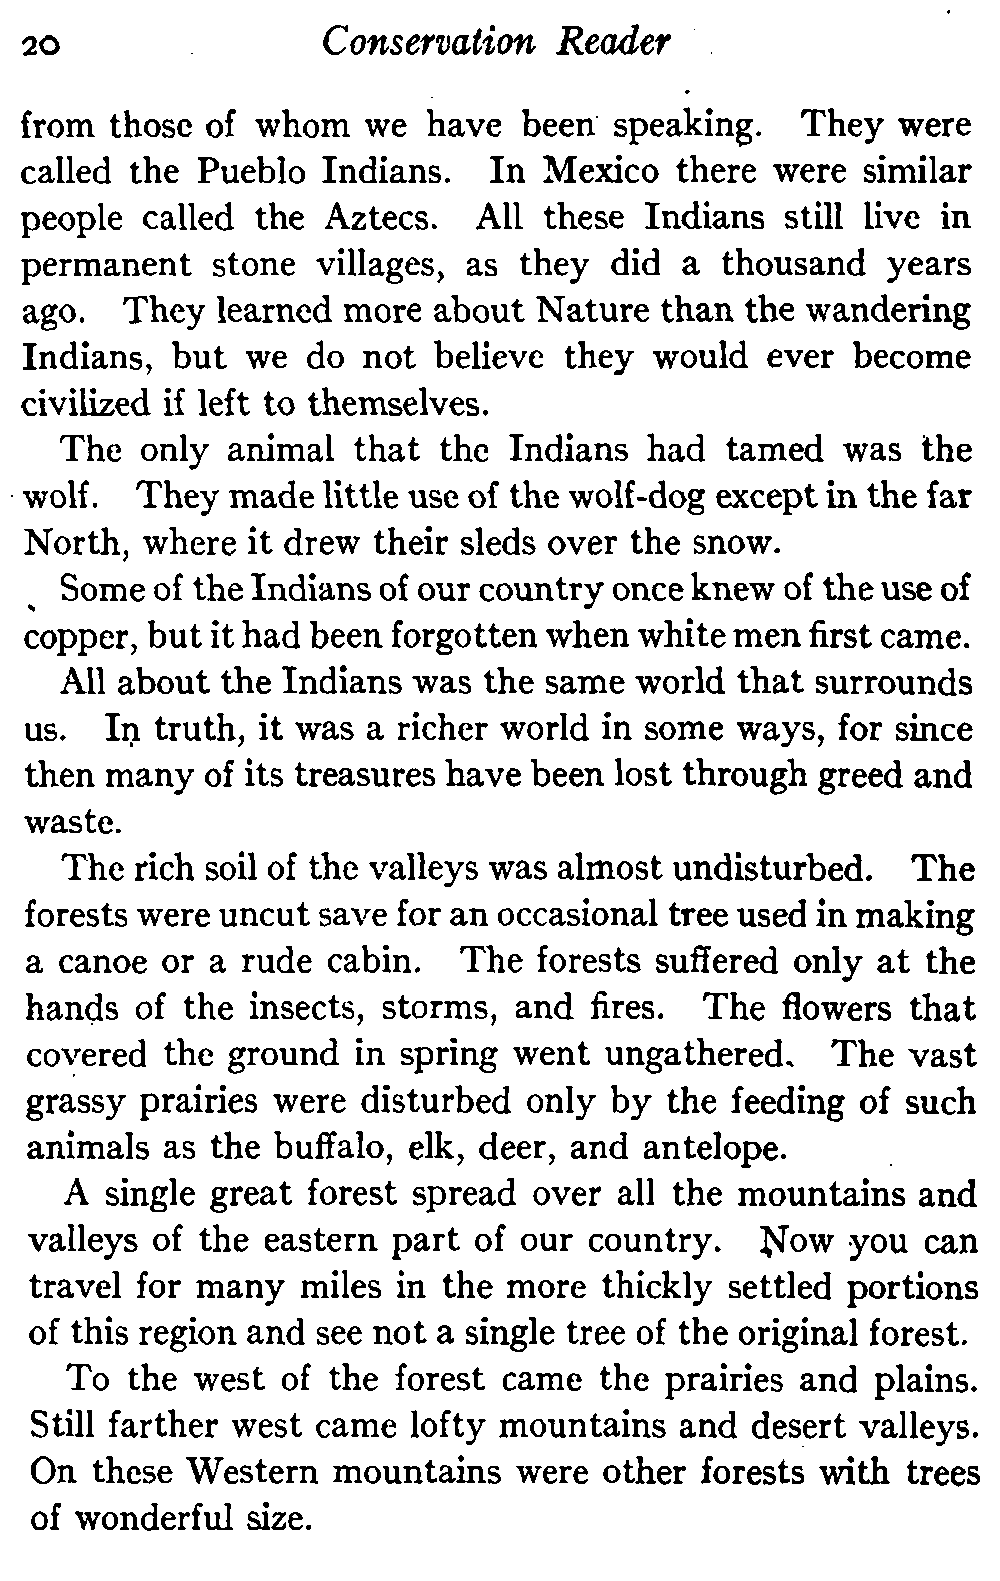 20 Conservation Reader
from those of whom we have been speaking. They were
called the Pueblo Indians. In Mexico there were similar
people called the Aztecs. All these Indians still live in
permanent stone villages, as they did a thousand years
ago. They learned more about Nature than the wandering
Indians, but we do not believe they would ever become
civilized if left to themselves.
The only animal that the Indians had tamed was the
wolf. They made little use of the wolf-dog except in the far
North, where it drew their sleds over the snow.
Some of the Indians of our country once knew of the use of
copper, but it had been forgotten when white men first came.
All about the Indians was the same world that surrounds
us. In truth, it was a richer world in some ways, for since
then many of its treasures have been lost through greed and
waste.
The rich soil of the valleys was almost undisturbed. The
forests were uncut save for an occasional tree used in making
a canoe or a rude cabin. The forests suffered only at the
hands of the insects, storms, and fires. The flowers that
covered the ground in spring went ungathered. The vast
grassy prairies were disturbed only by the feeding of such
animals as the buffalo, elk, deer, and antelope.
A single great forest spread over all the mountains and
valleys of the eastern part of our country. Now you can
travel for many miles in the more thickly settled portions
of this region and see not a single tree of the original forest.
To the west of the forest came the prairies and plains.
Still farther west came lofty mountains and desert valleys.
On these Western mountains were other forests with trees
of wonderful size.